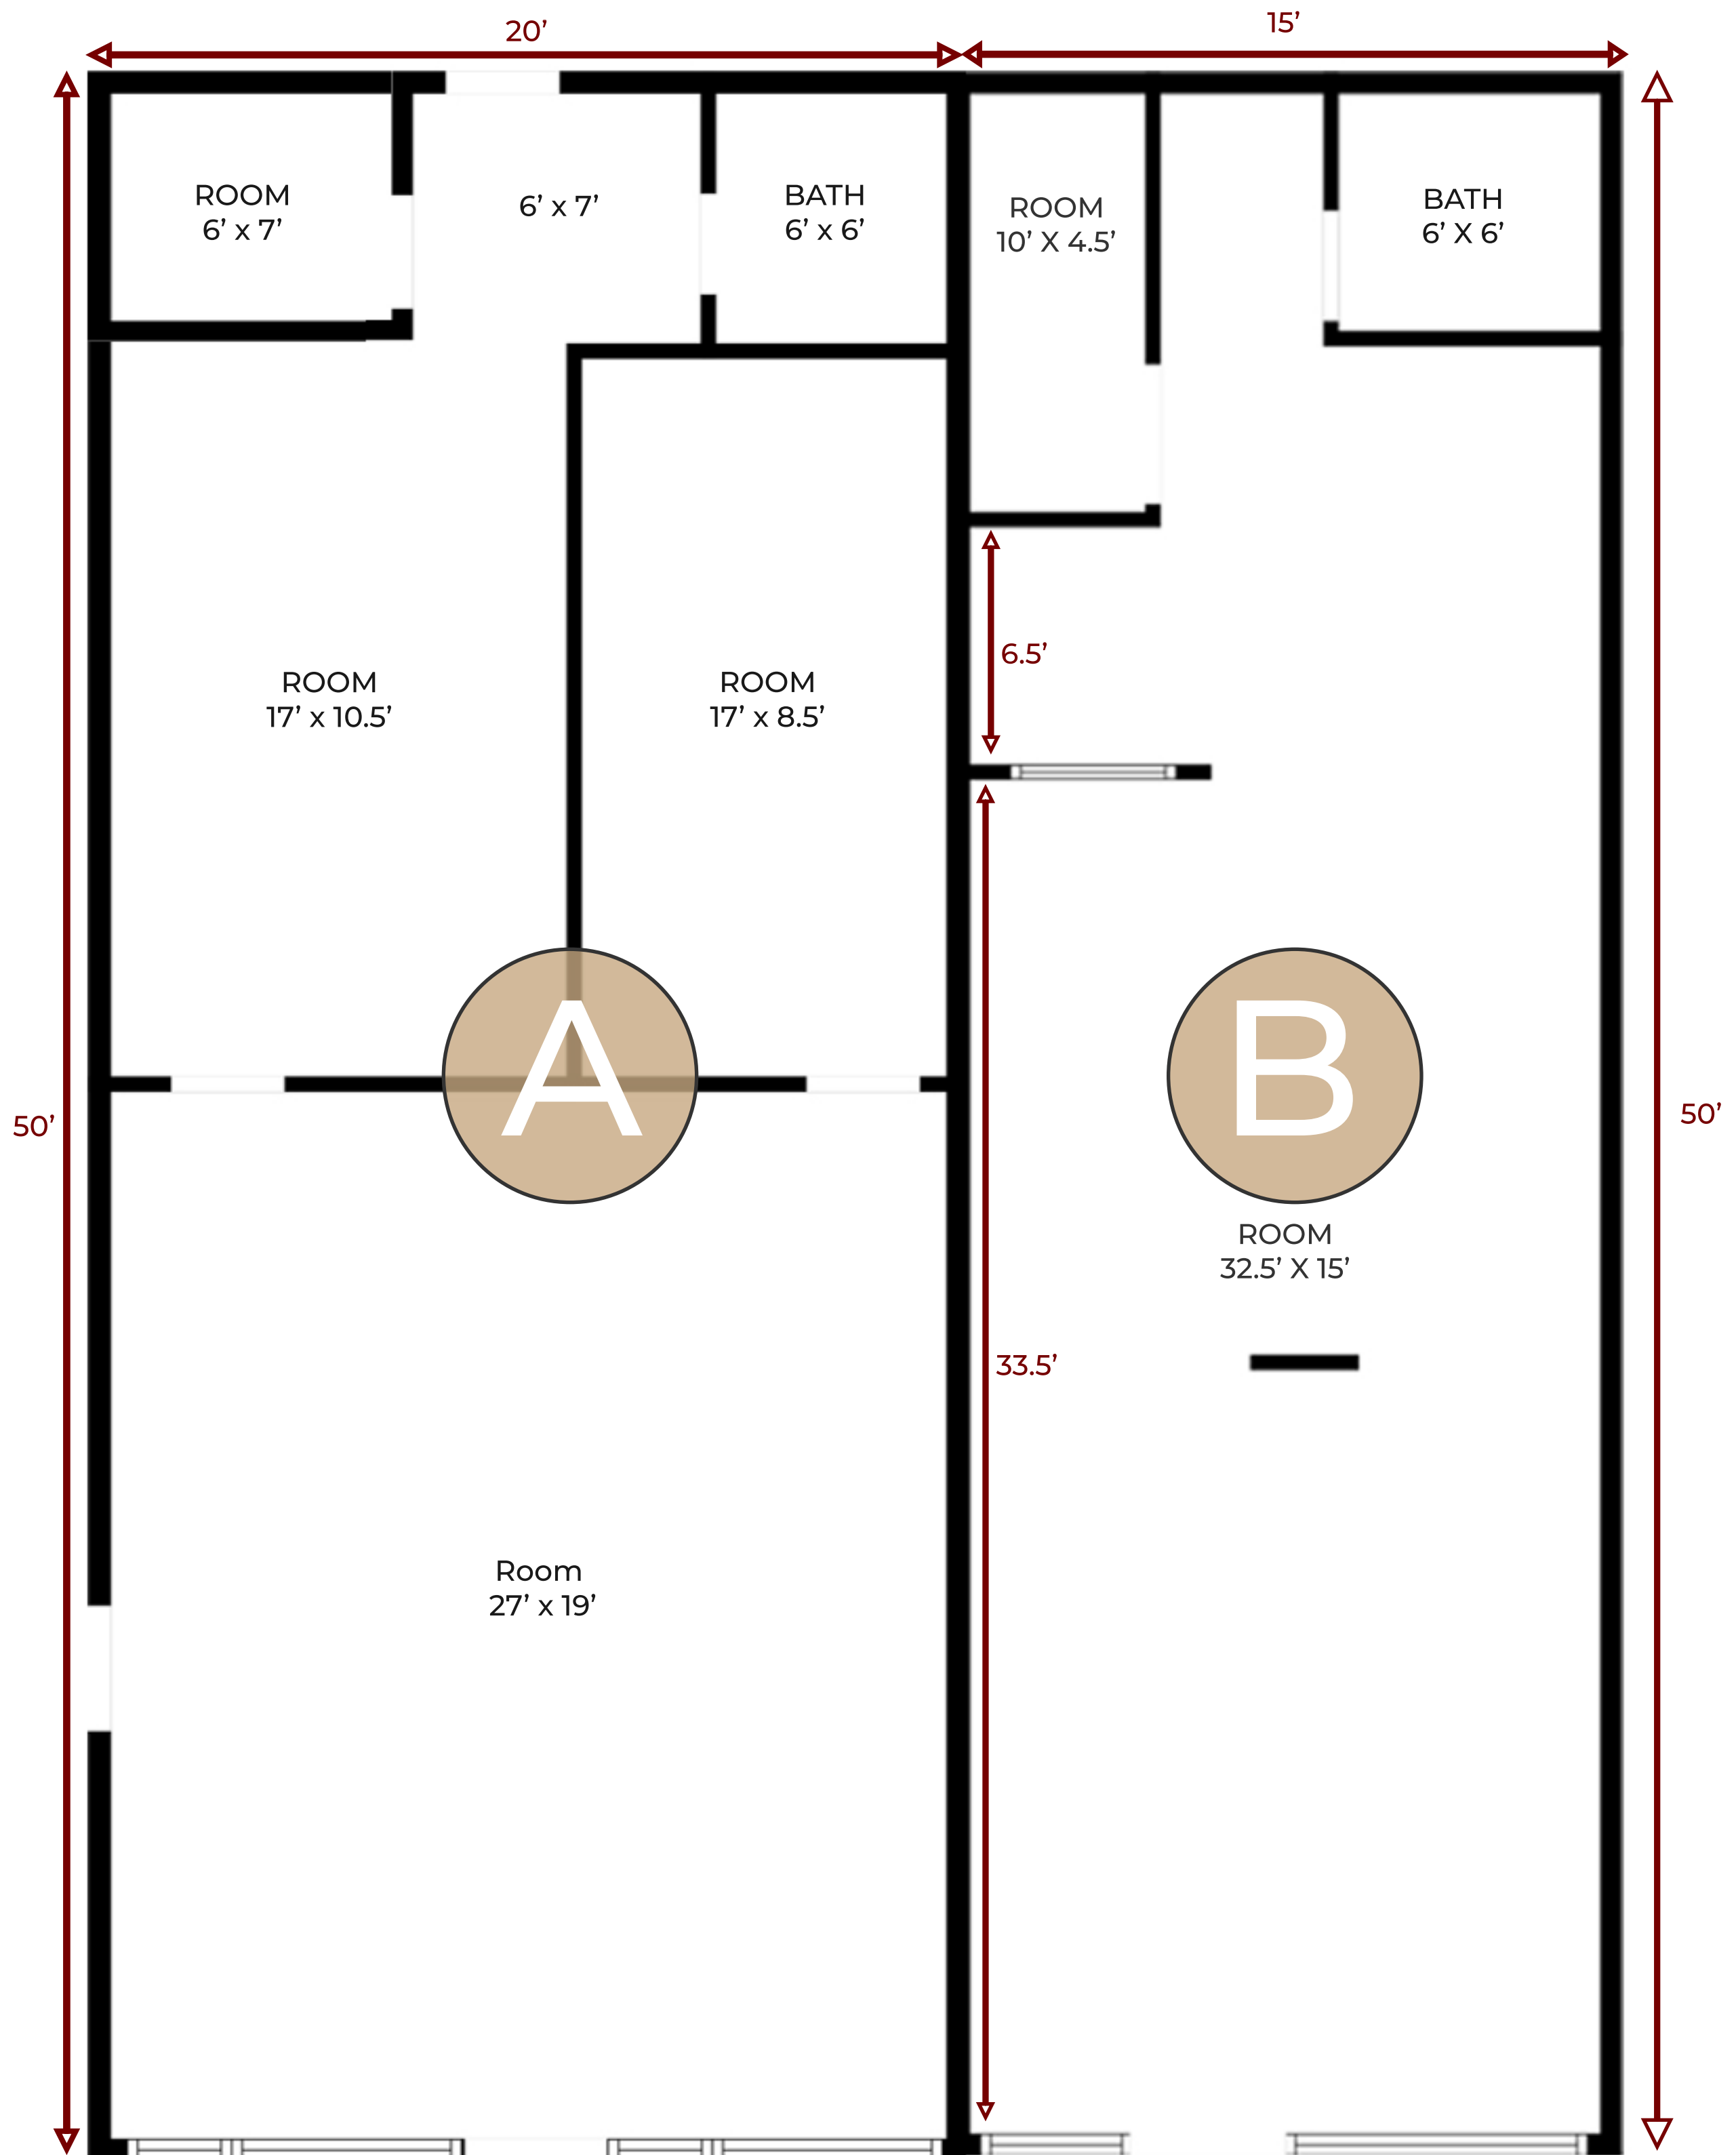 20’
15’
ROOM
6’ x 7’
6’ x 7’
BATH
6’ x 6’
ROOM
10’ X 4.5’
BATH
6’ X 6’
6.5’
ROOM
17’ x 10.5’
ROOM
17’ x 8.5’
A
B
50’
50’
ROOM
32.5’ X 15’
33.5’
Room
27’ x 19’